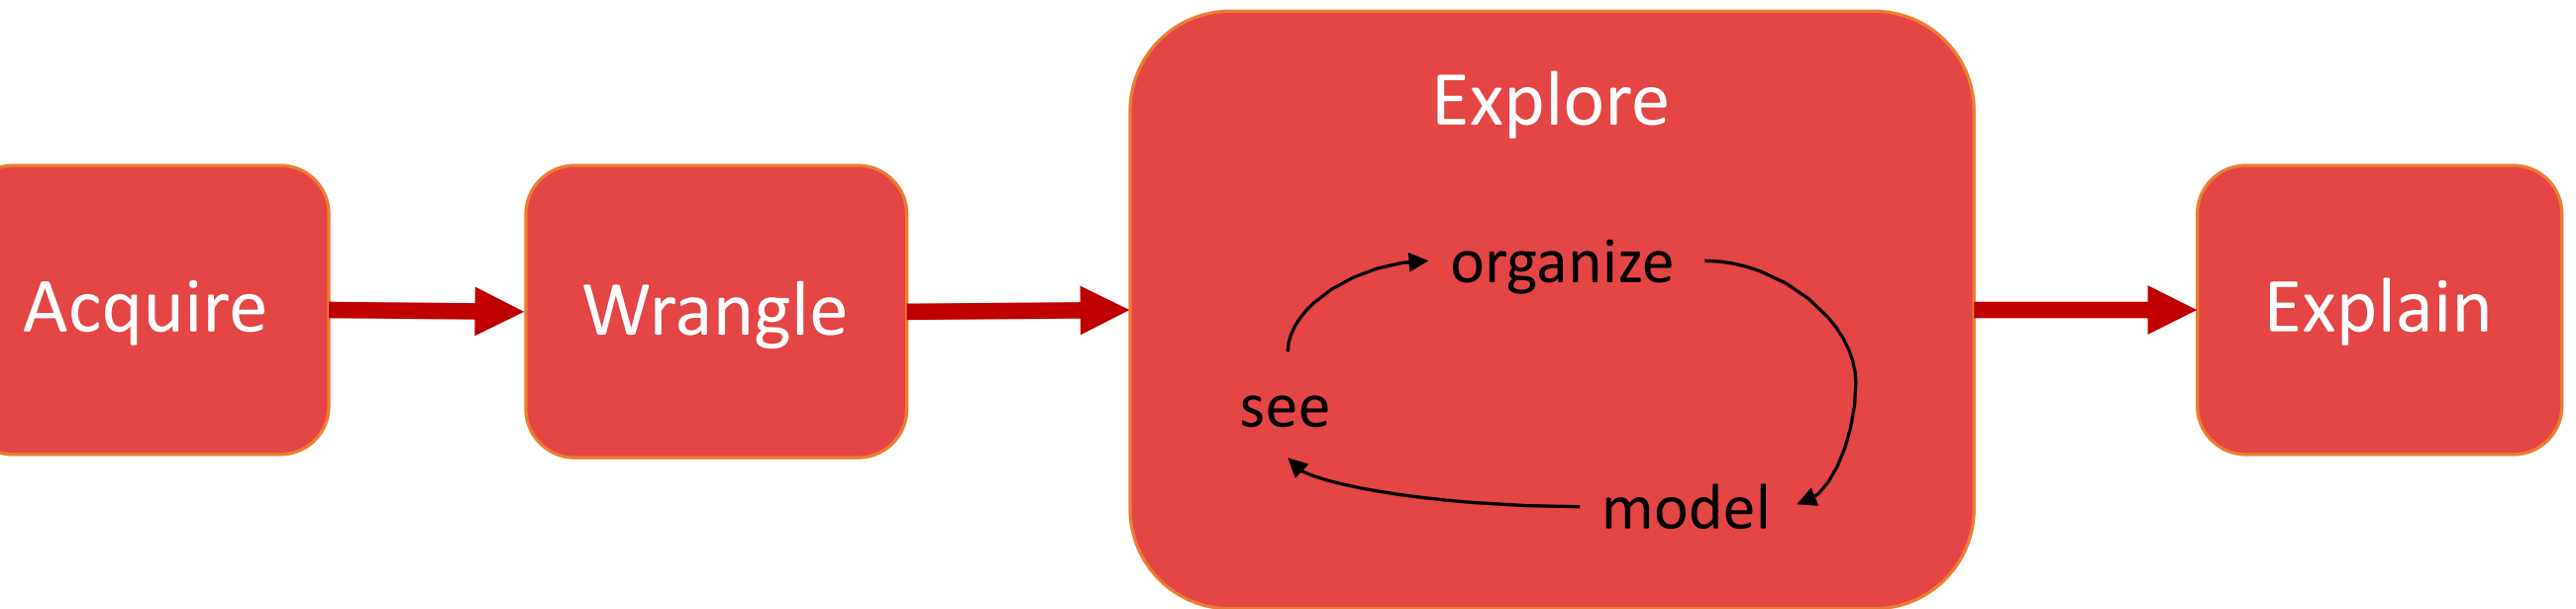 Acquire
Wrangle
Explore
organize
see
model
Explain